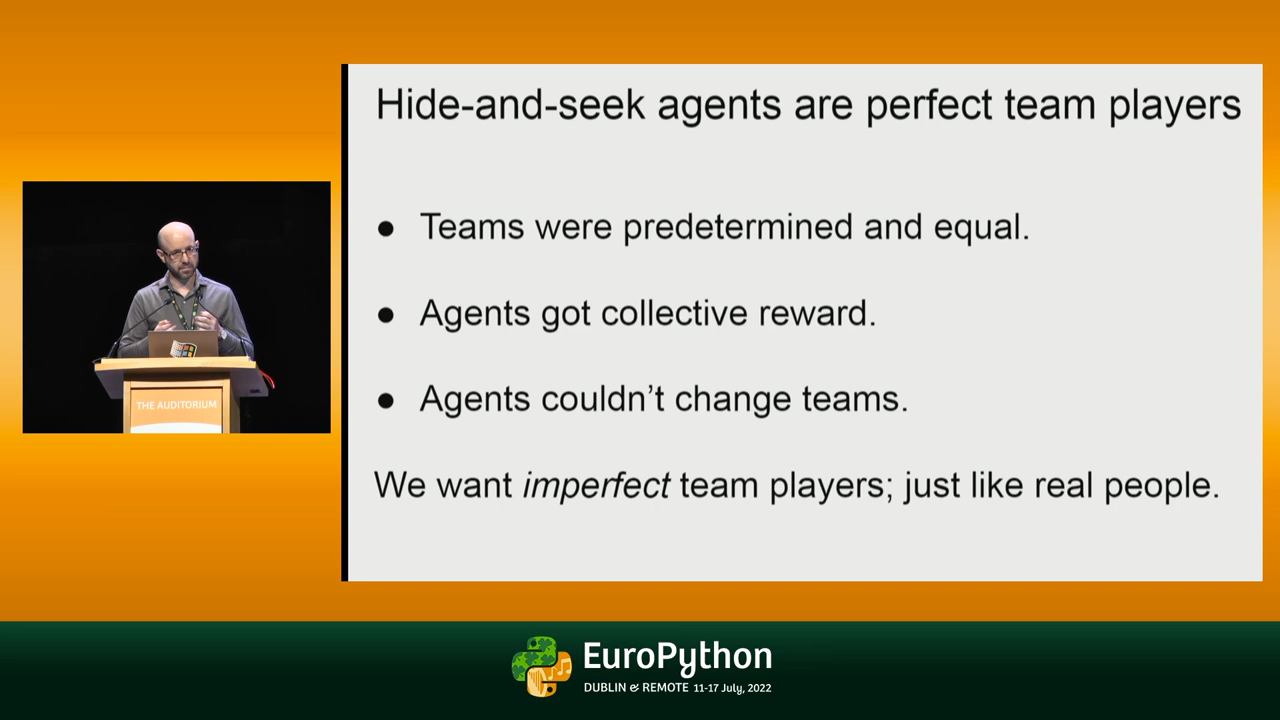 Hide-and-seek agents are perfect team players
● Teams were predetermined and equal.
● Agents got collective reward.
● Agents couldn’t change teams.
We want imperfect team players; just like real people.
THE AUDITORIUM
EuroPython
DUBLIN & REMOTE 11-17 July, 2022